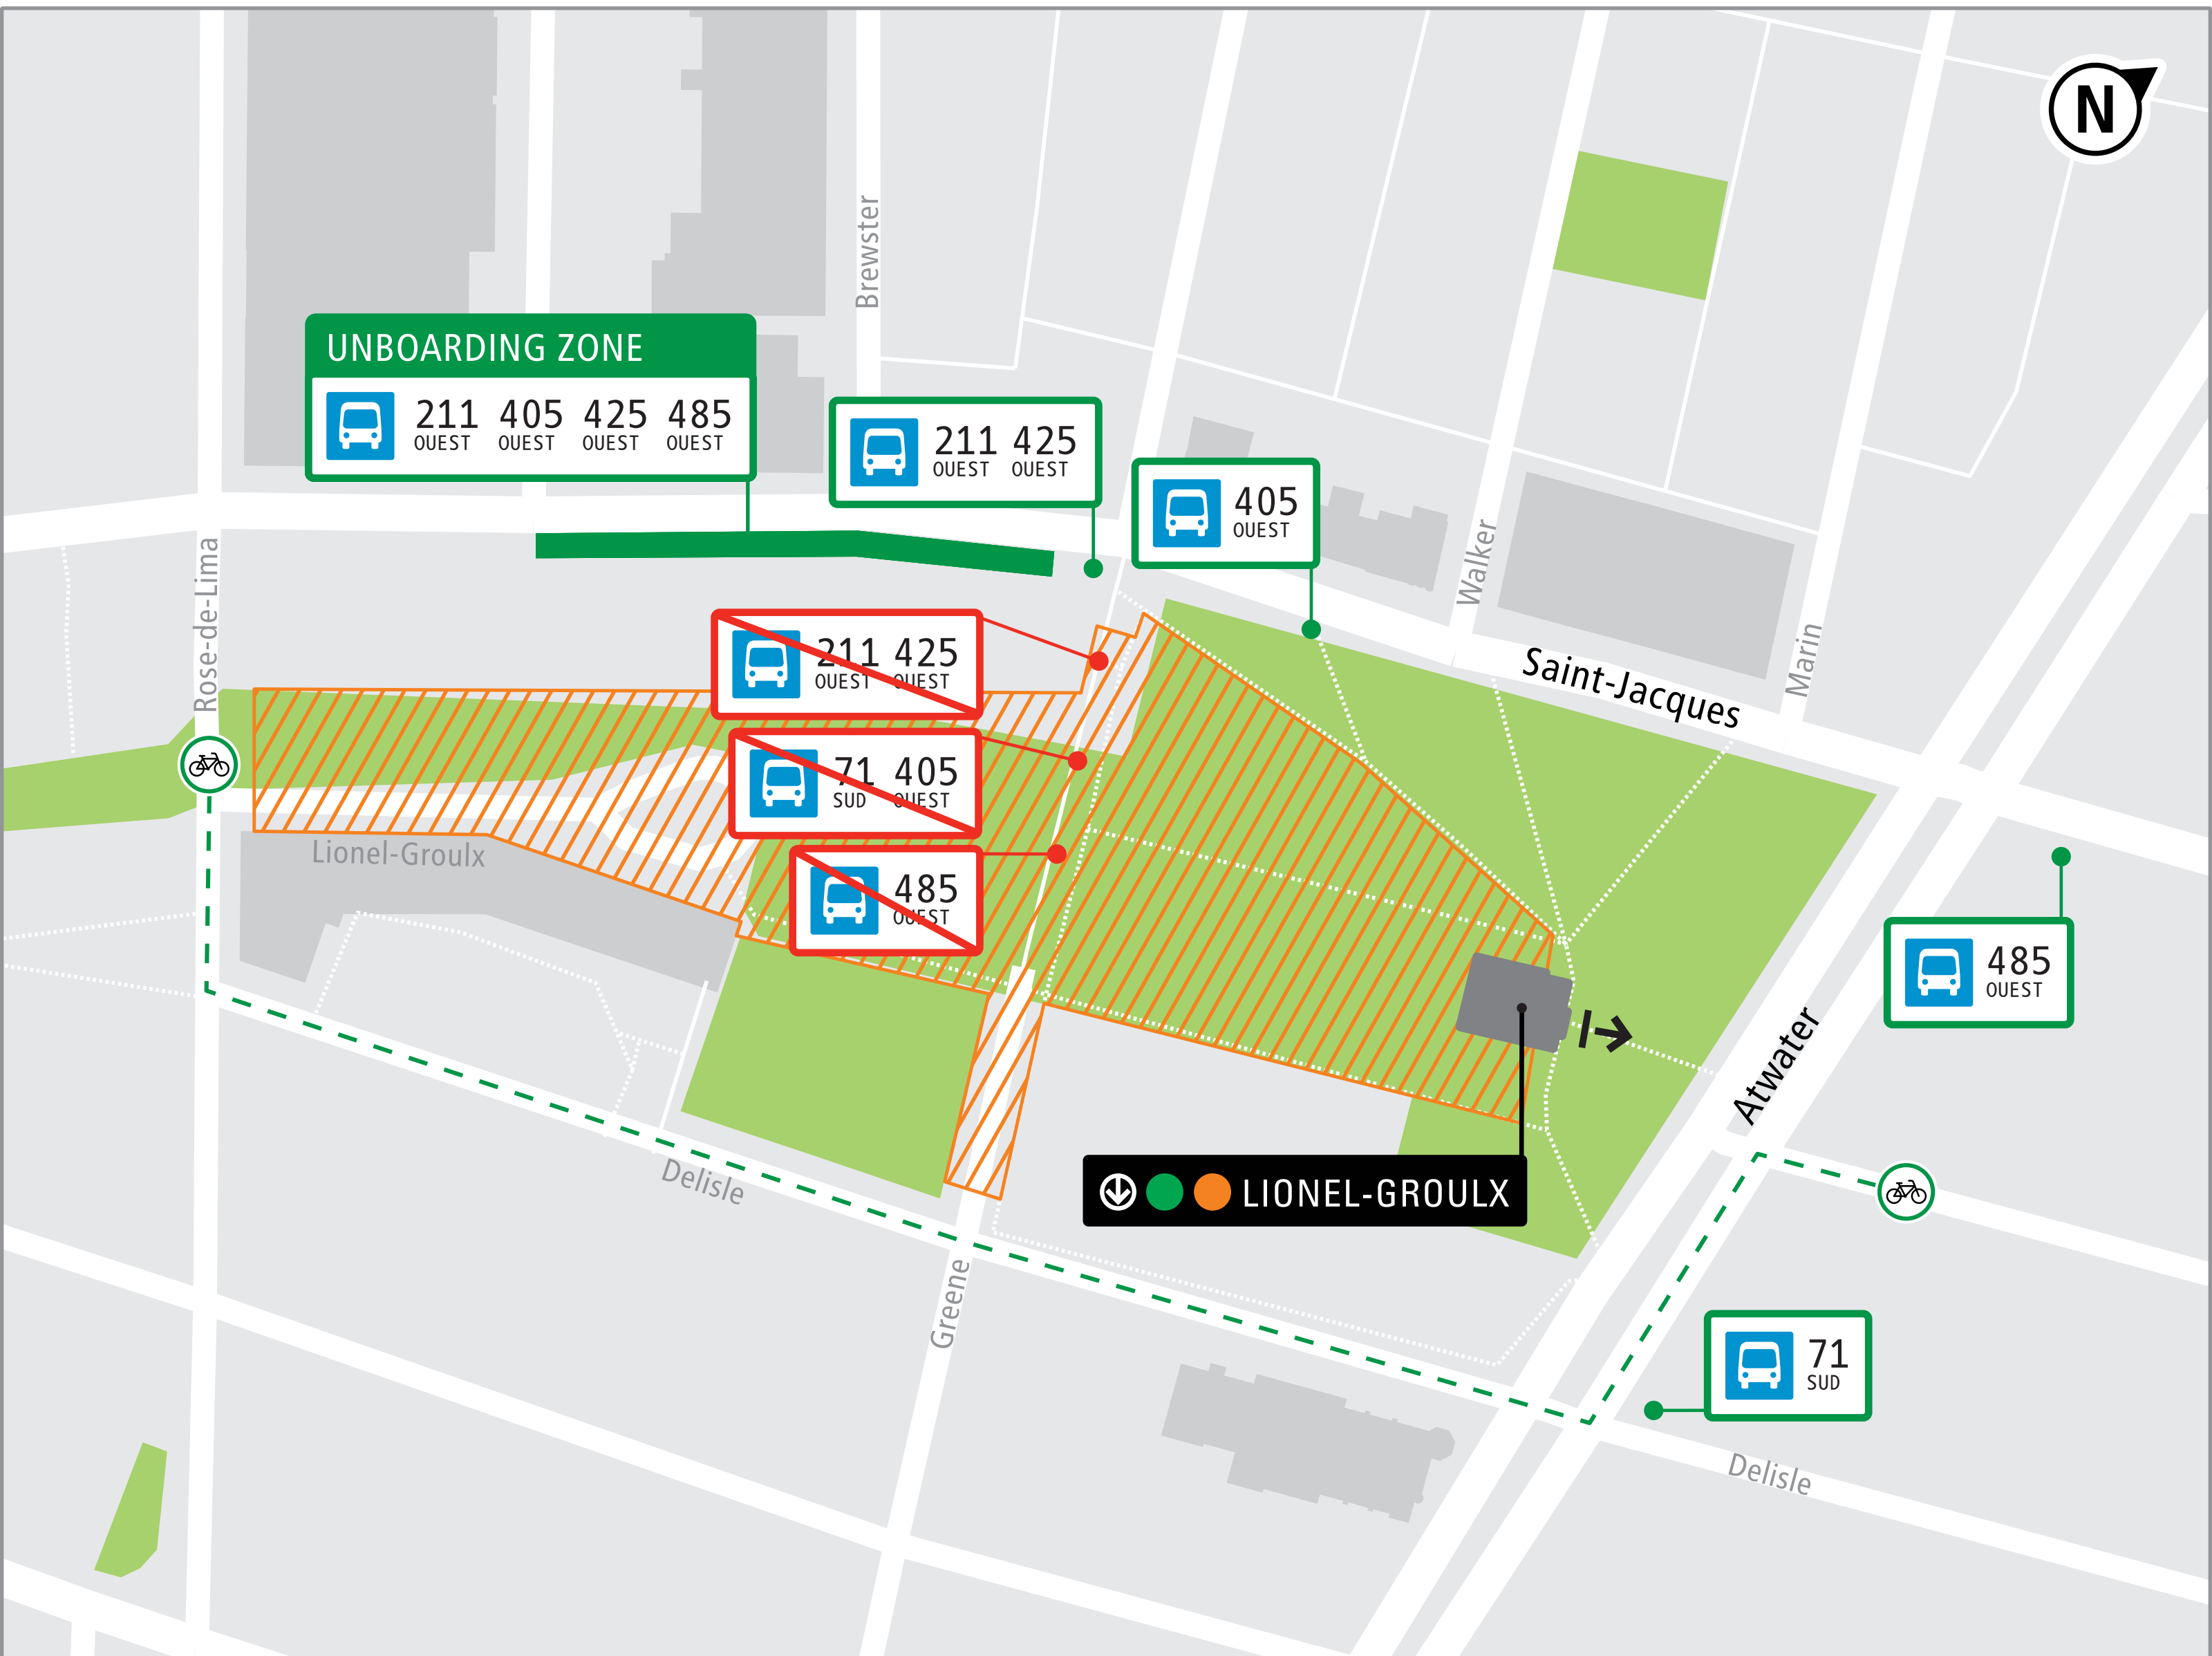 N
Brewster
UNBOARDING ZONE
211 405 425 485
OUEST OUEST OUEST OUEST
211 425
OUEST OUEST
405
OUEST
Rose-de-Lima
Walker
Marin
Saint-Jacques
211 425
OUEST OUEST
71 405
SUD OUEST
485
OUEST
Lionel-Groulx
485
OUEST
Atwater
Delisle
LIONEL-GROULX
Greene
71
SUD
Delisle